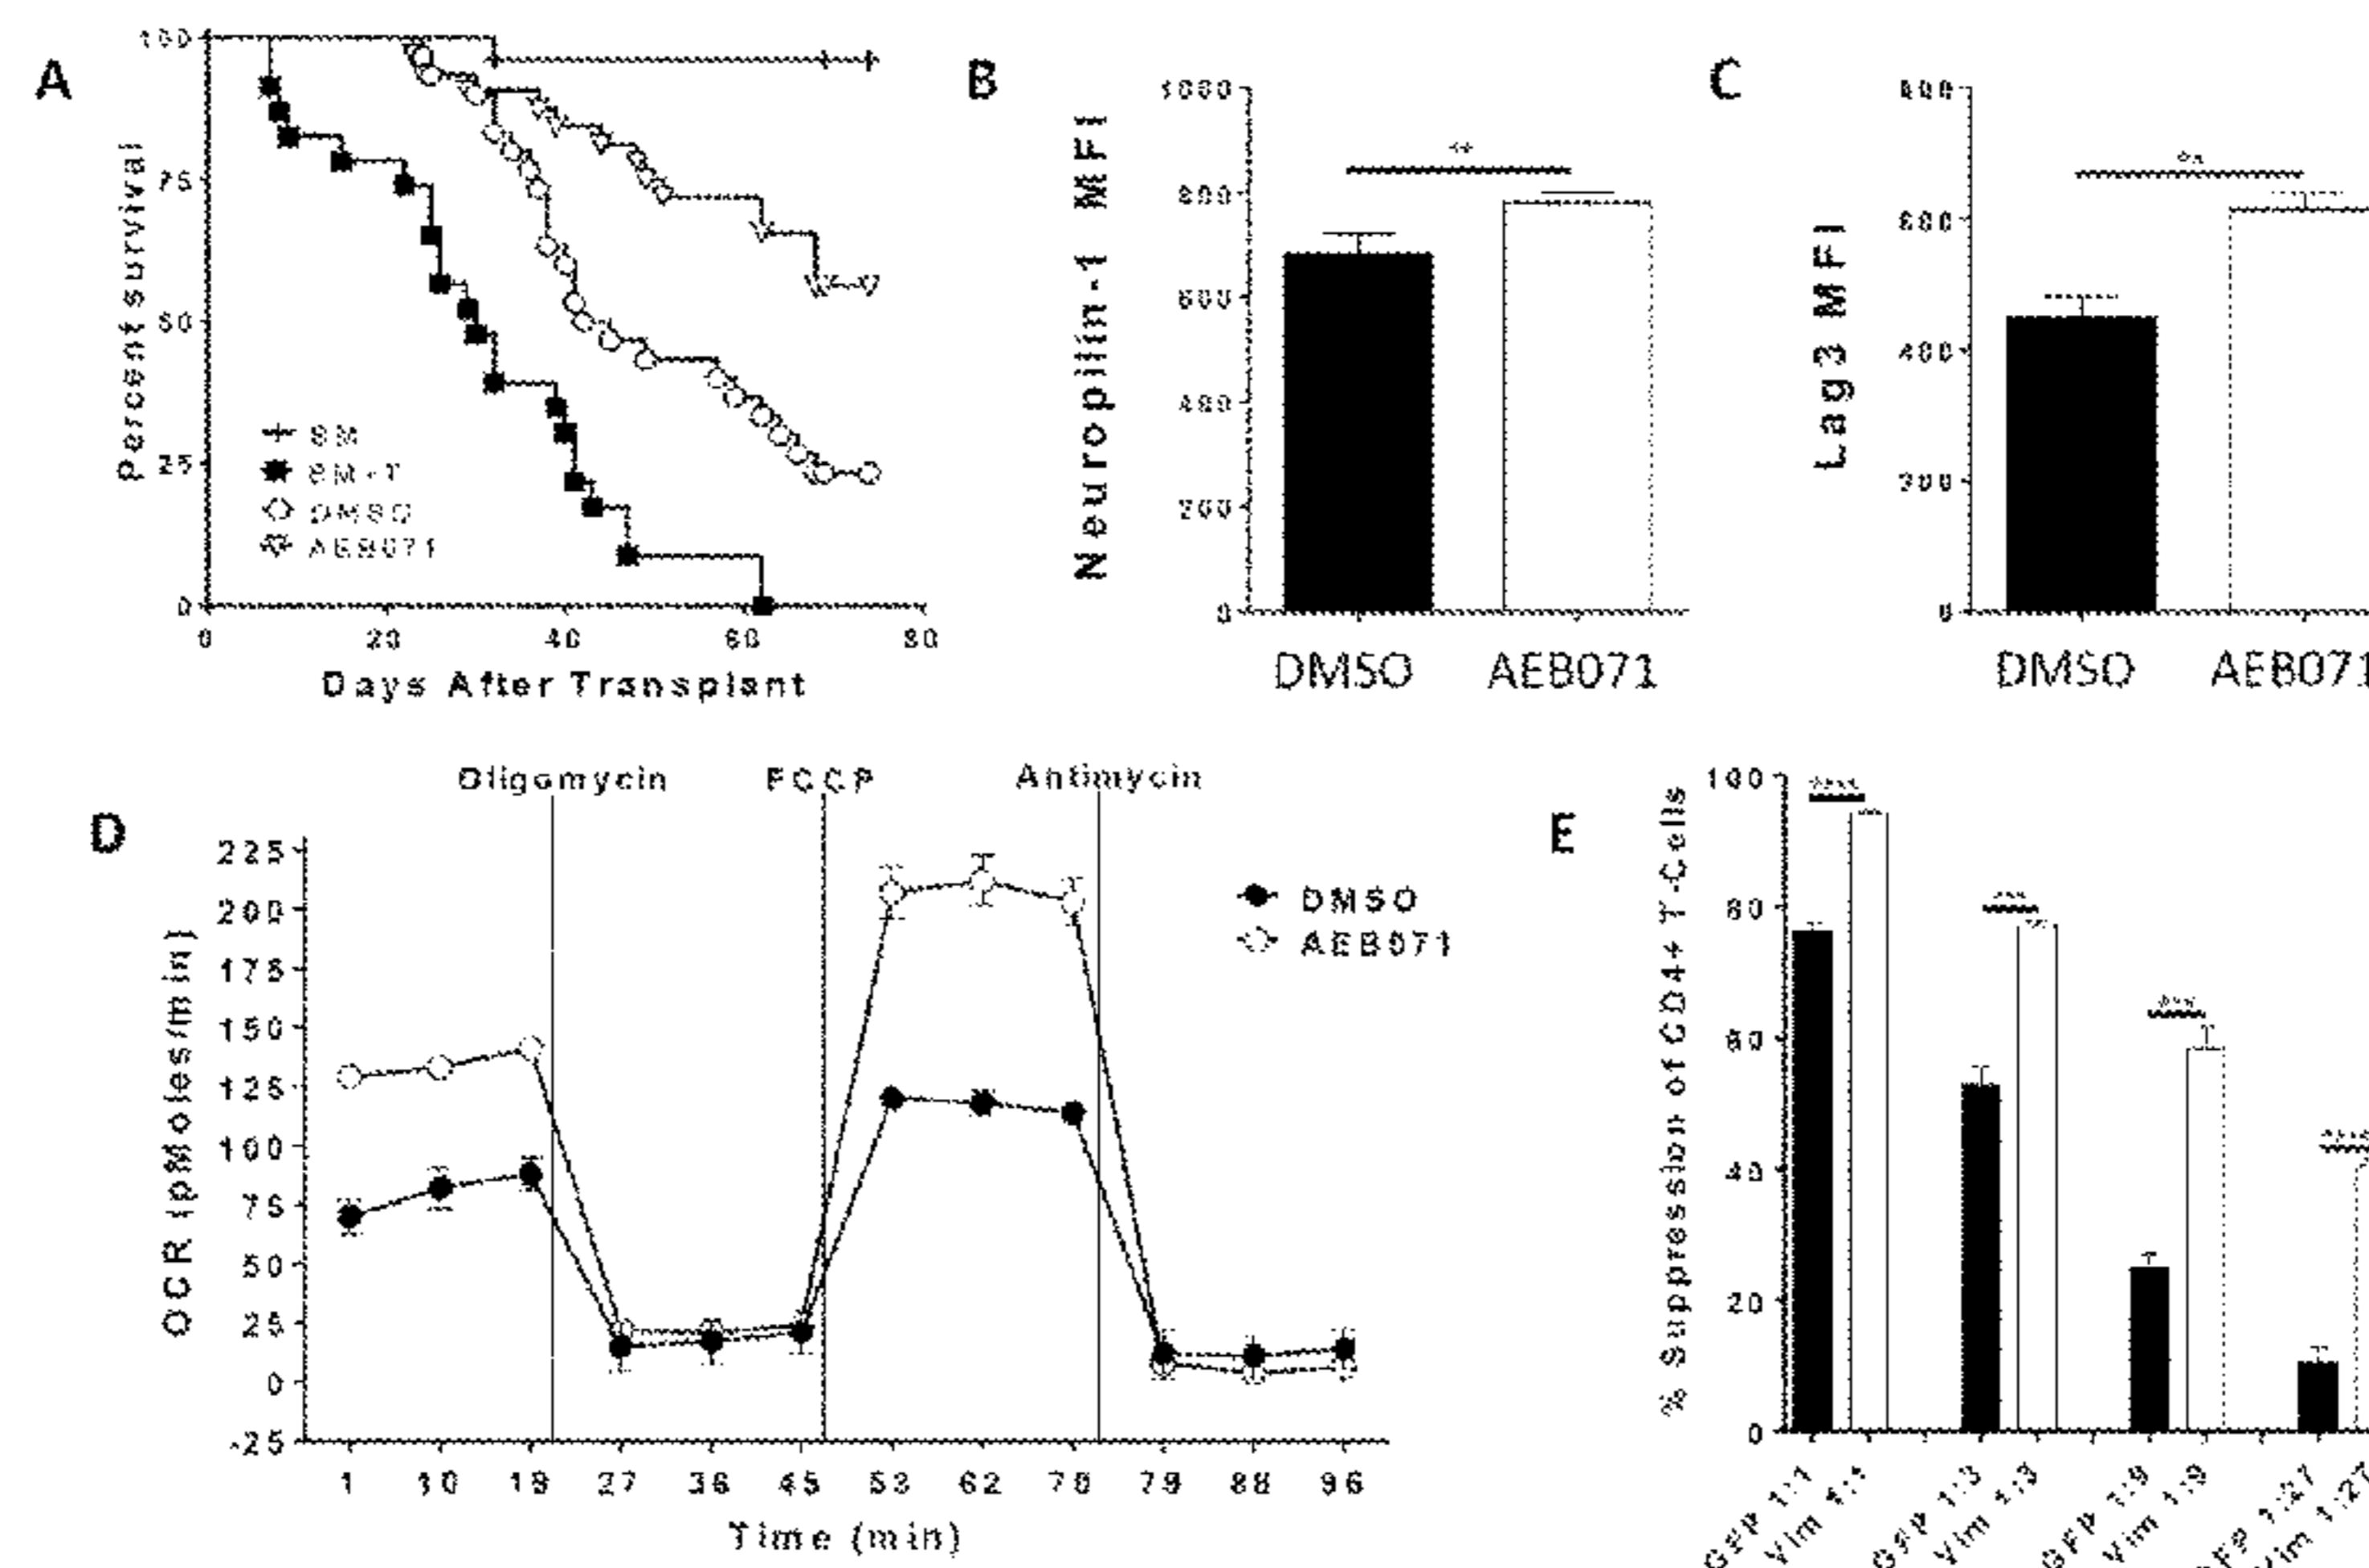 A
Percent survival
100
75
50
25
0
0 20 40 60 80
Days After Transplant
BM
BM+T
DMSO
AEB071
B
Neuropilin-1 MFI
1000
800
600
400
200
0
**
DMSO AEB071
C
Lag3 MFI
800
600
400
200
0
**
DMSO AEB071
D
Oligomycin FCCP Antimycin
OCR (pMoles/min)
225
200
175
150
125
100
75
50
25
0
-25
1 10 18 27 36 45 53 62 70 79 88 96
Time (min)
DMSO
AEB071
E
% Suppression of CD4+ T-Cells
100
80
60
40
20
0
****
***
***
GFP 1:1
Vim 1:1
GFP 1:3
Vim 1:3
GFP 1:9
Vim 1:9
GFP 1:27
Vim 1:27